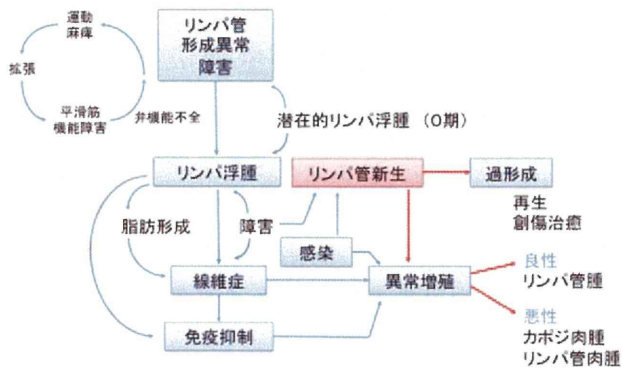 運動
麻痺
拡張
平滑筋
機能障害
リンパ管
形成異常
障害
弁機能不全
潜在的リンパ浮腫 (0期)
リンパ浮腫
リンパ管新生
過形成
再生
創傷治癒
脂肪形成
障害
感染
線維症
異常増殖
良性
リンパ管腫
免疫抑制
悪性
カポジ肉腫
リンパ管肉腫